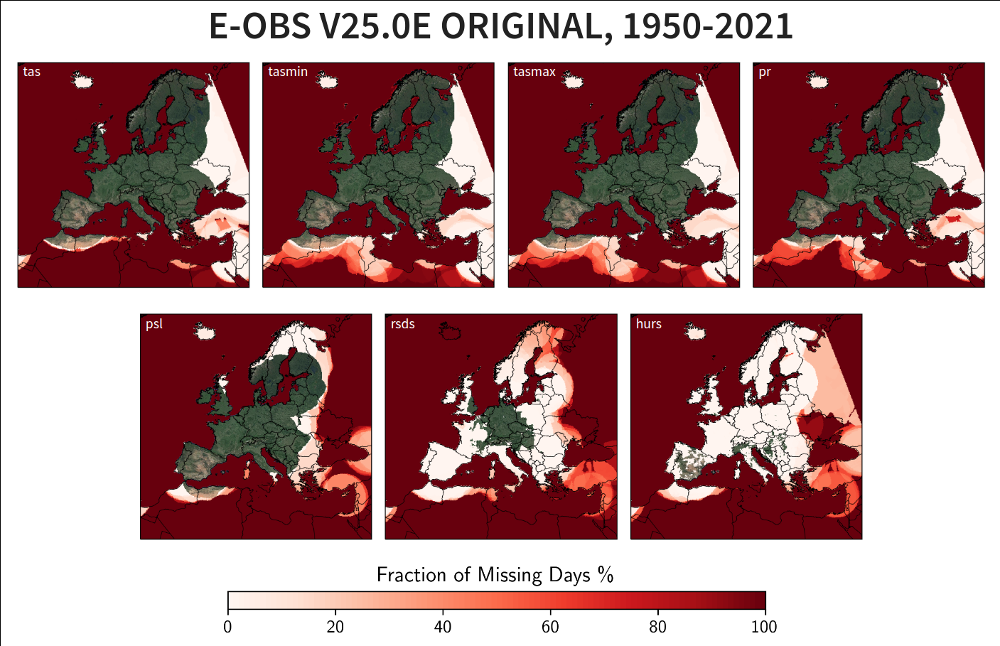 E-OBS V25.0E ORIGINAL, 1950-2021
tas
tasmin
tasmax
pr
psl
rsds
hurs
Fraction of Missing Days %
0 20 40 60 80 100